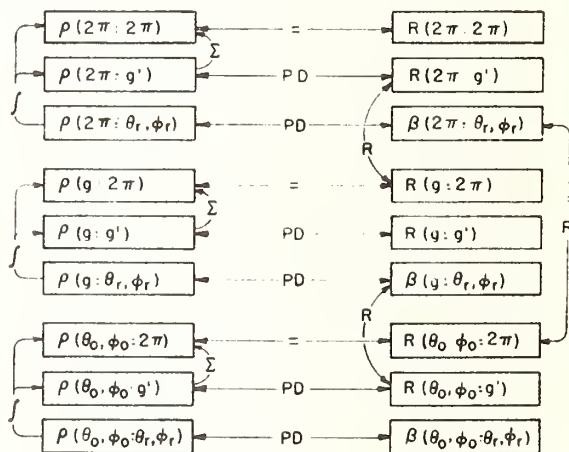 ρ(2π:2π) = R(2π:2π)
Σ
ρ(2π:g') PD R(2π g')
∫ ρ(2π:θr,φr) PD β(2π:θr,φr)
R
ρ(g:2π) = R(g:2π)
Σ
ρ(g:g') PD R(g:g') R
∫ ρ(g:θr,φr) PD β(g:θr,φr)
R
ρ(θo,φo:2π) = R(θo φo:2π)
Σ
ρ(θo,φo:g') PD R(θo,φo:g')
∫ ρ(θo,φo:θr,φr) PD β(θo,φo:θr,φr)